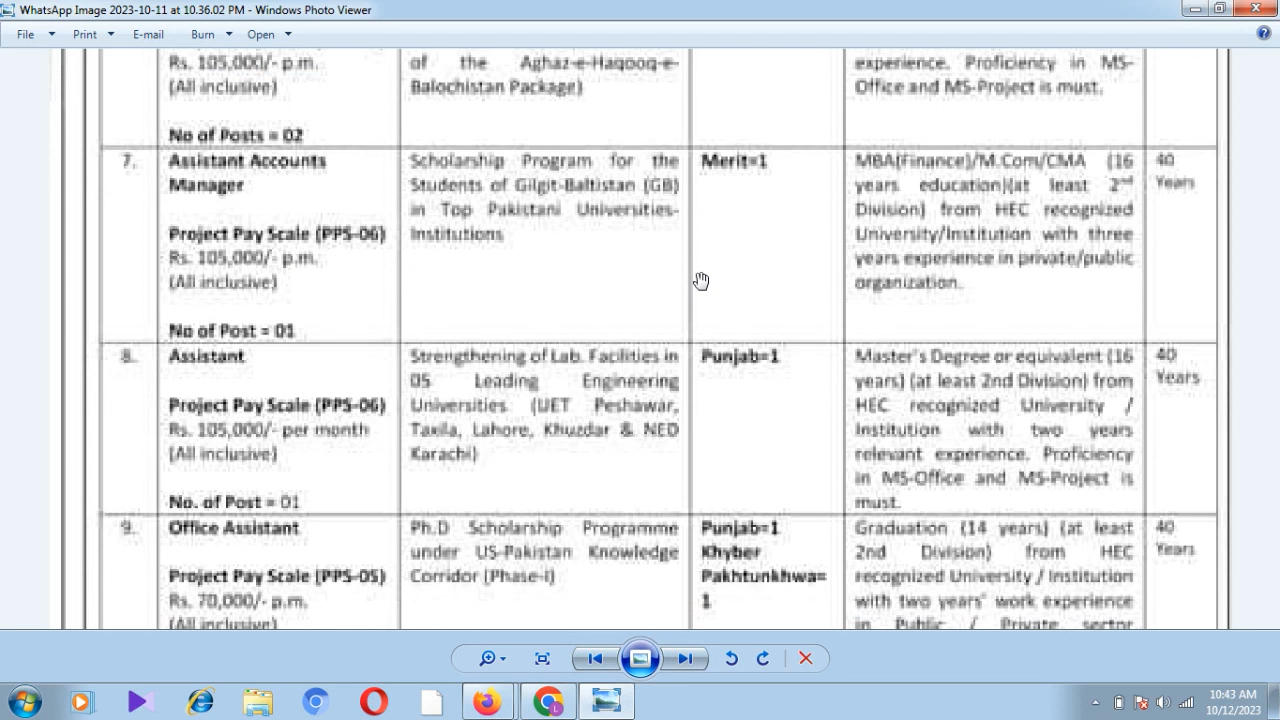 WhatsApp Image 2023-10-11 at 10.36.02 PM - Windows Photo Viewer
File Print E-mail Burn Open
Rs. 105,000/- p.m.
(All inclusive)
No of Posts = 02
of the Aghaz-e-Haqooq-e-
Balochistan Package)
experience. Proficiency in MS-
Office and MS-Project is must.
7.
Assistant Accounts
Manager
Project Pay Scale (PPS-06)
Rs. 105,000/- p.m.
(All inclusive)
No of Post = 01
Scholarship Program for the
Students of Gilgit-Baltistan (GB)
in Top Pakistani Universities-
Institutions
Merit=1
MBA(Finance)/M.Com/CMA (16
years education)(at least 2nd
Division) from HEC recognized
University/Institution with three
years experience in private/public
organization.
40
Years
8.
Assistant
Project Pay Scale (PPS-06)
Rs. 105,000/- per month
(All inclusive)
No. of Post = 01
Strengthening of Lab. Facilities in
05 Leading Engineering
Universities (UET Peshawar,
Taxila, Lahore, Khuzdar & NED
Karachi)
Punjab=1
Master's Degree or equivalent (16
years) (at least 2nd Division) from
HEC recognized University /
Institution with two years
relevant experience. Proficiency
in MS-Office and MS-Project is
must.
40
Years
9.
Office Assistant
Project Pay Scale (PPS-05)
Rs. 70,000/- p.m.
(All inclusive)
Ph.D Scholarship Programme
under US-Pakistan Knowledge
Corridor (Phase-I)
Punjab=1
Khyber
Pakhtunkhwa=
1
Graduation (14 years) (at least
2nd Division) from HEC
recognized University / Institution
with two years' work experience
in Public / Private sector
40
Years
10:43 AM
10/12/2023